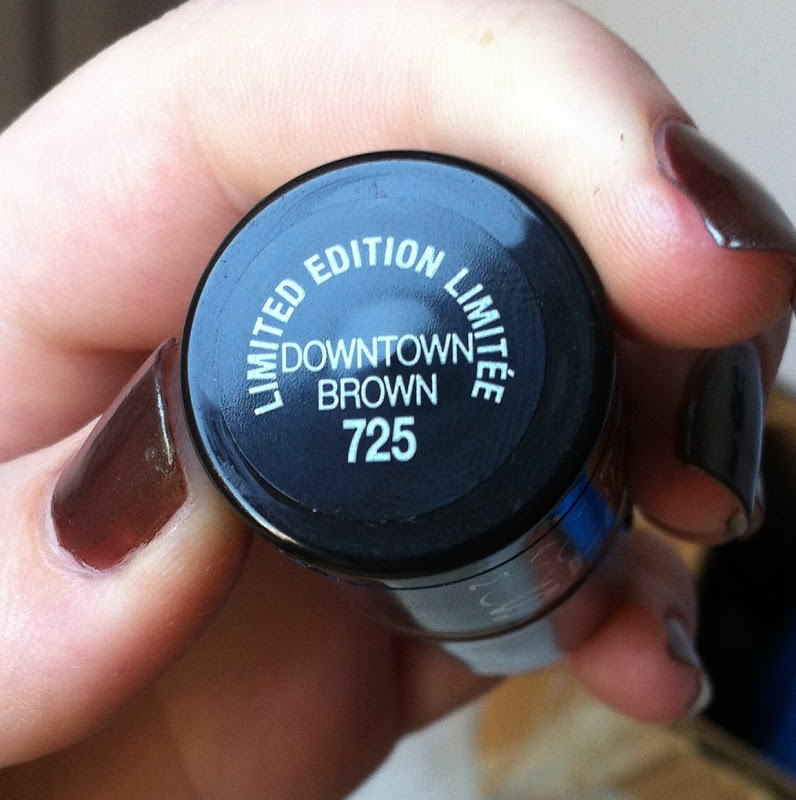 LIMITED EDITION LIMITÉE
DOWNTOWN
BROWN
725